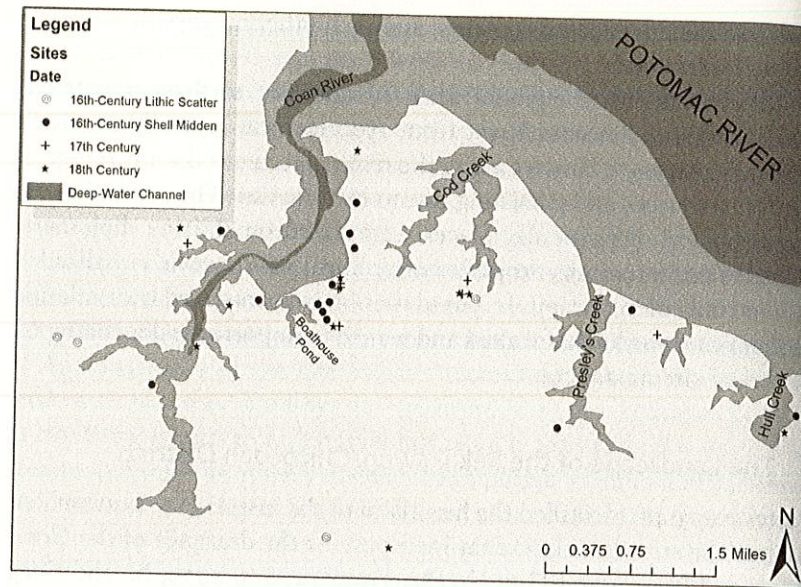 Legend
Sites
Date
16th-Century Lithic Scatter
16th-Century Shell Midden
17th Century
18th Century
Deep-Water Channel
Coan River
POTOMAC RIVER
Cod Creek
Boathouse
Pond
Presley's Creek
Hull Creek
N
0 0.375 0.75 1.5 Miles